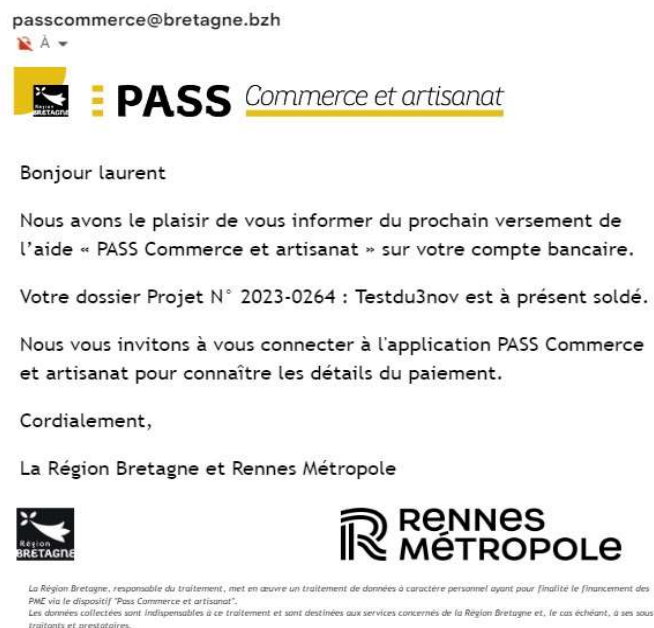 passcommerce@bretagne.bzh
À
Région
BRETAGNE
PASS Commerce et artisanat
Bonjour laurent
Nous avons le plaisir de vous informer du prochain versement de
l’aide « PASS Commerce et artisanat » sur votre compte bancaire.
Votre dossier Projet N° 2023-0264 : Testdu3nov est à présent soldé.
Nous vous invitons à vous connecter à l'application PASS Commerce
et artisanat pour connaître les détails du paiement.
Cordialement,
La Région Bretagne et Rennes Métropole
Région
BRETAGNE
RENNES
MÉTROPOLE
La Région Bretagne, responsable du traitement, met en œuvre un traitement de données à caractère personnel ayant pour finalité le financement des
PME via le dispositif "Pass Commerce et artisanat".
Les données collectées sont indispensables à ce traitement et sont destinées aux services concernés de la Région Bretagne et, le cas échéant, à ses sous
traitants et prestataires.